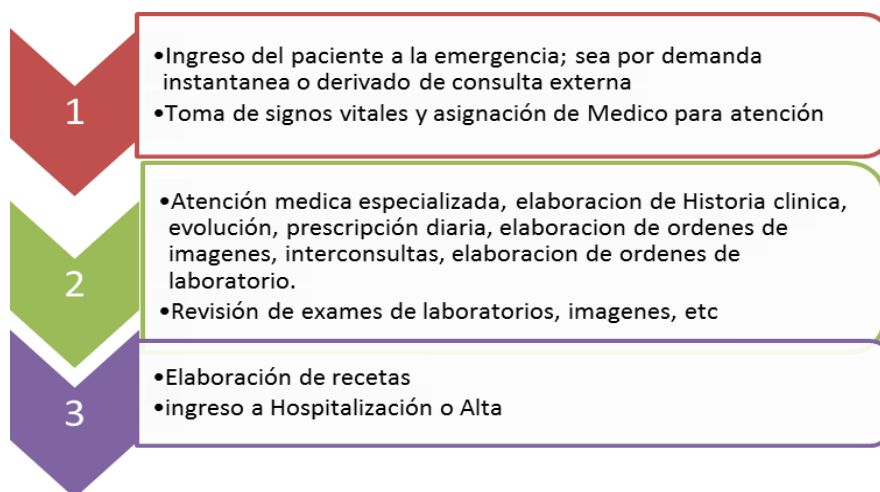 1
•Ingreso del paciente a la emergencia; sea por demanda
instantanea o derivado de consulta externa
•Toma de signos vitales y asignación de Medico para atención
2
•Atención medica especializada, elaboracion de Historia clinica,
evolución, prescripción diaria, elaboracion de ordenes de
imagenes, interconsultas, elaboracion de ordenes de
laboratorio.
•Revisión de exames de laboratorios, imagenes, etc
3
•Elaboración de recetas
•ingreso a Hospitalización o Alta